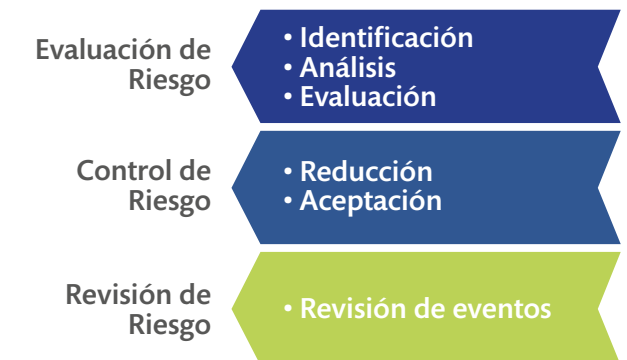 Evaluación de
Riesgo
• Identificación
• Análisis
• Evaluación
Control de
Riesgo
• Reducción
• Aceptación
Revisión de
Riesgo
• Revisión de eventos